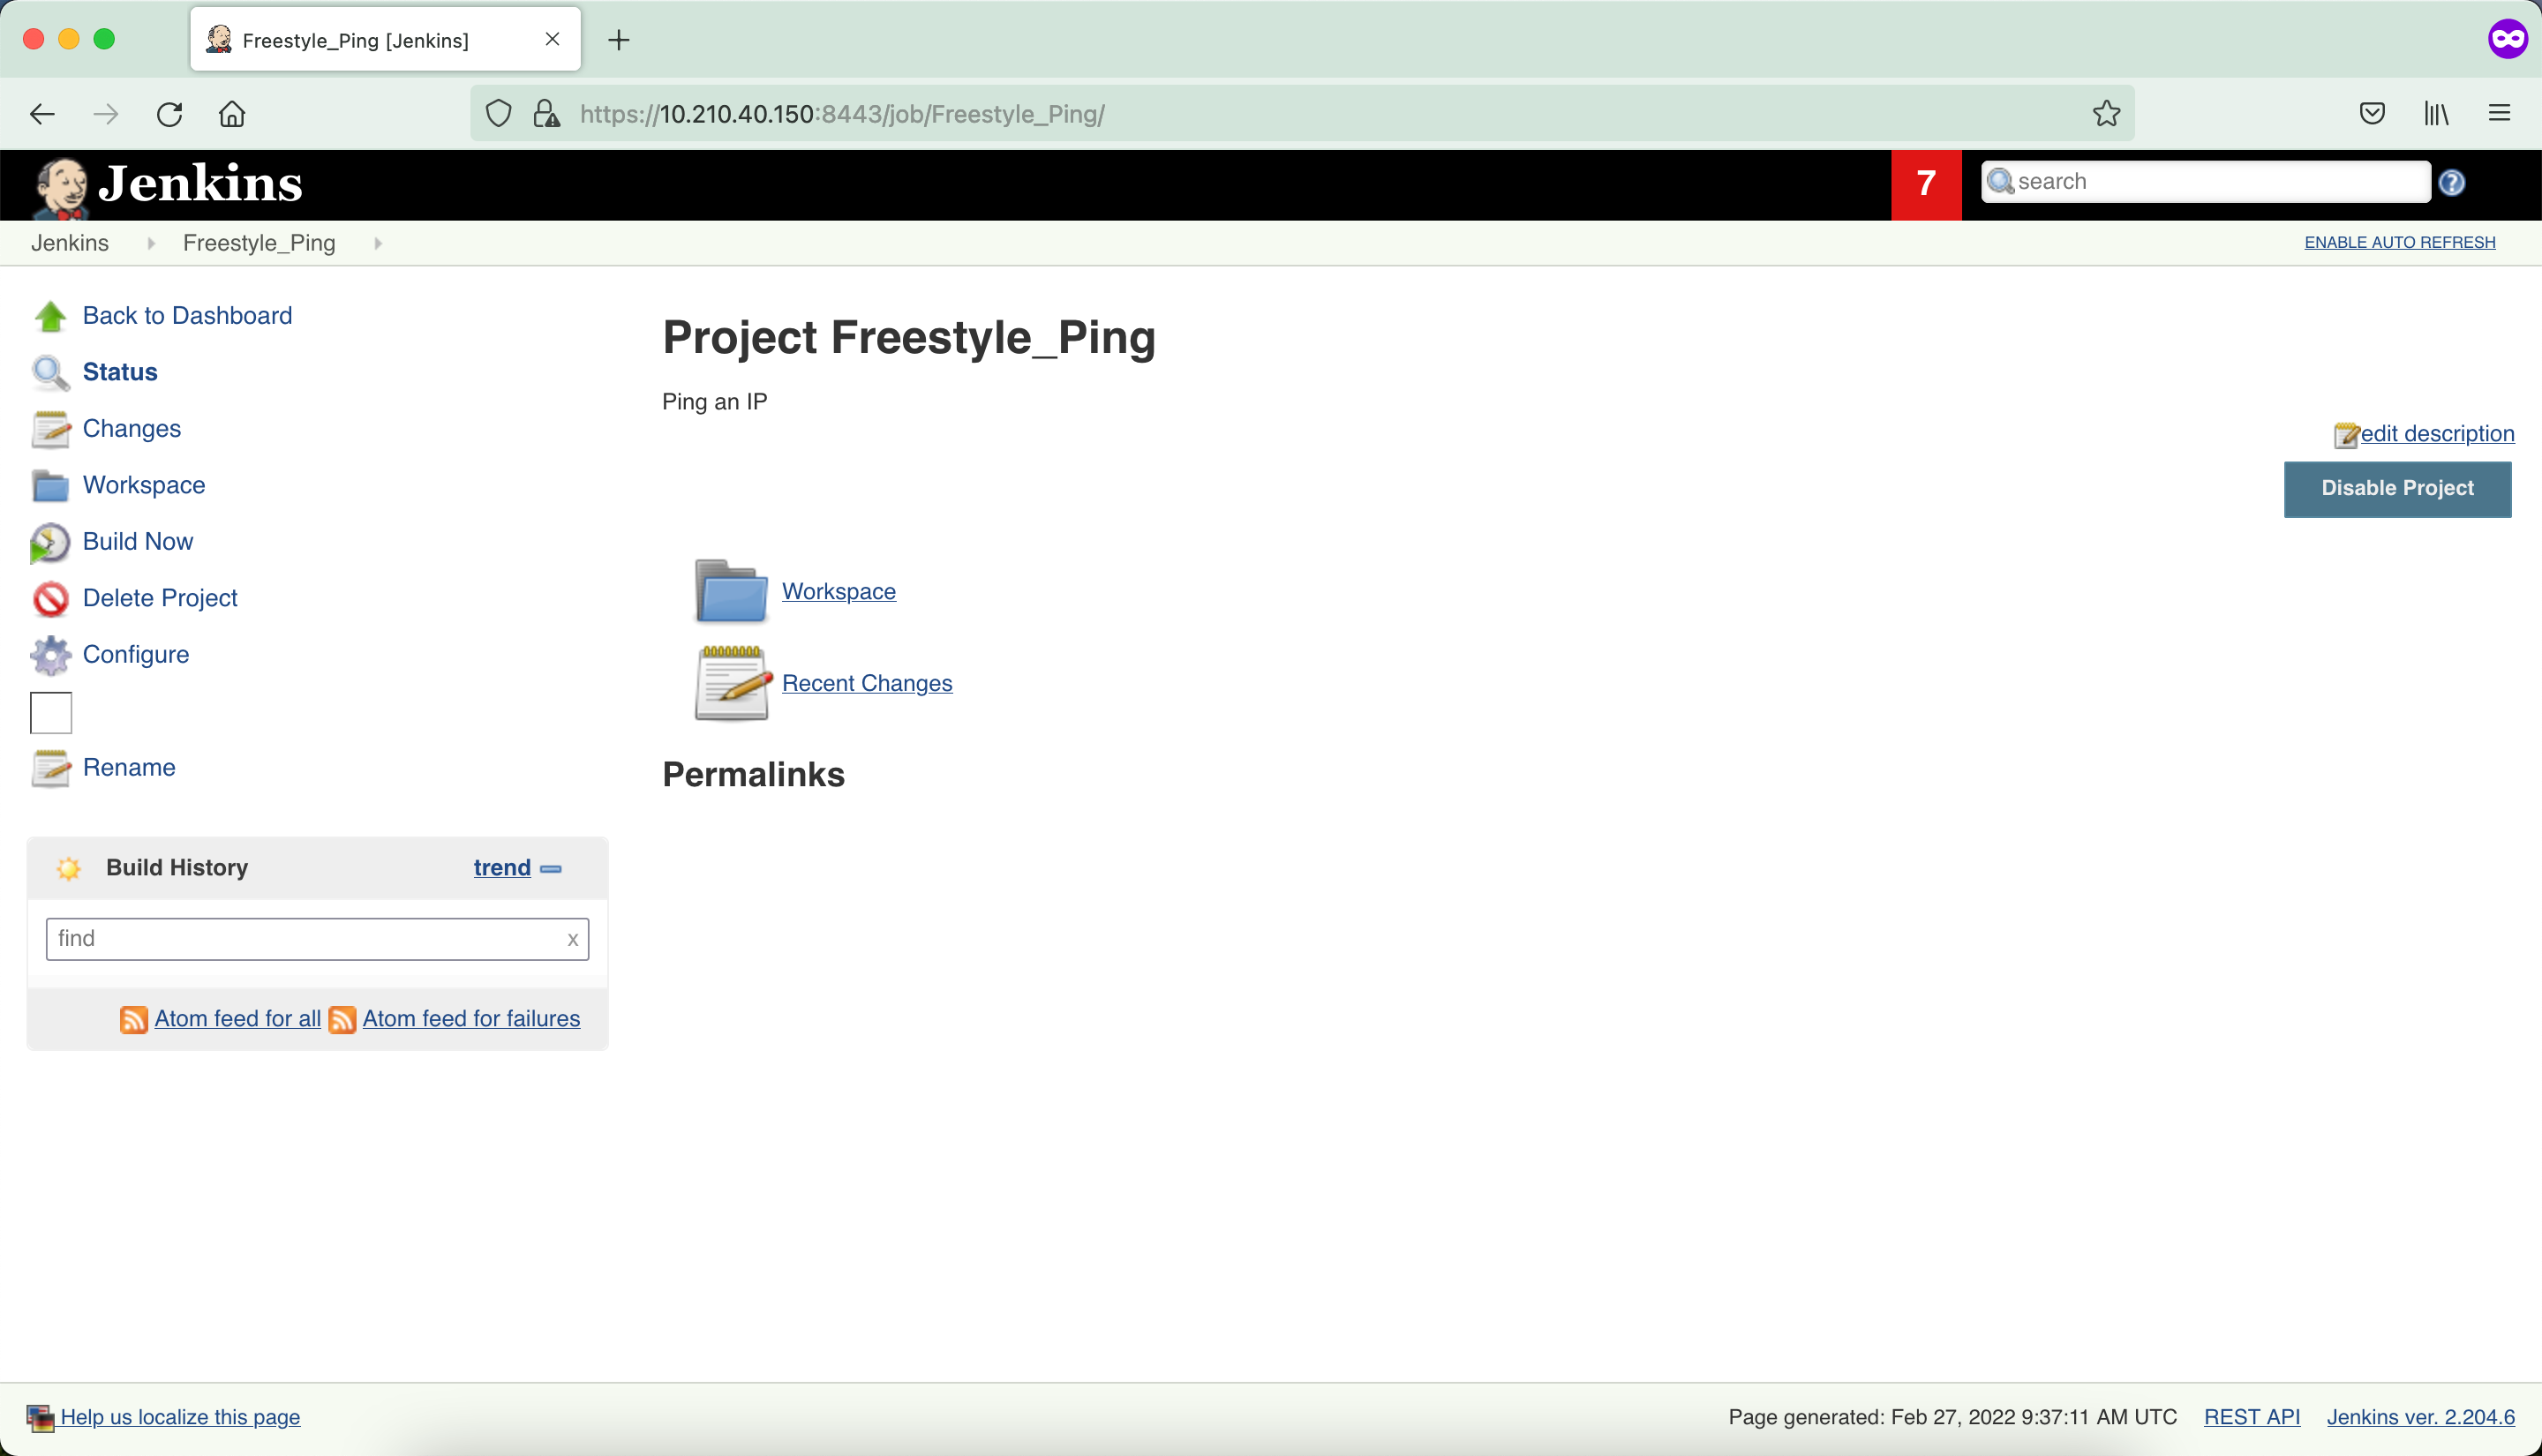 Freestyle_Ping [Jenkins]
https://10.210.40.150:8443/job/Freestyle_Ping/
Jenkins
7
search
Jenkins
Freestyle_Ping
ENABLE AUTO REFRESH
Back to Dashboard
Status
Changes
Workspace
Build Now
Delete Project
Configure
Rename
Build History
trend
find
x
Atom feed for all
Atom feed for failures
Project Freestyle_Ping
Ping an IP
edit description
Disable Project
Workspace
Recent Changes
Permalinks
Help us localize this page
Page generated: Feb 27, 2022 9:37:11 AM UTC
REST API
Jenkins ver. 2.204.6